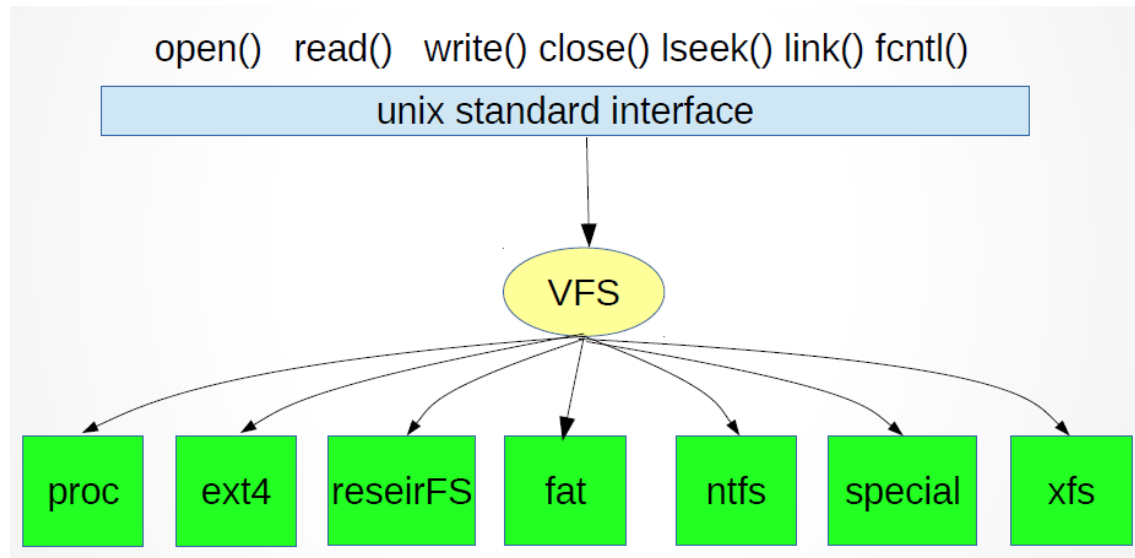 open() read() write() close() lseek() link() fcntl()
unix standard interface
VFS
proc ext4 reseirFS fat ntfs special xfs